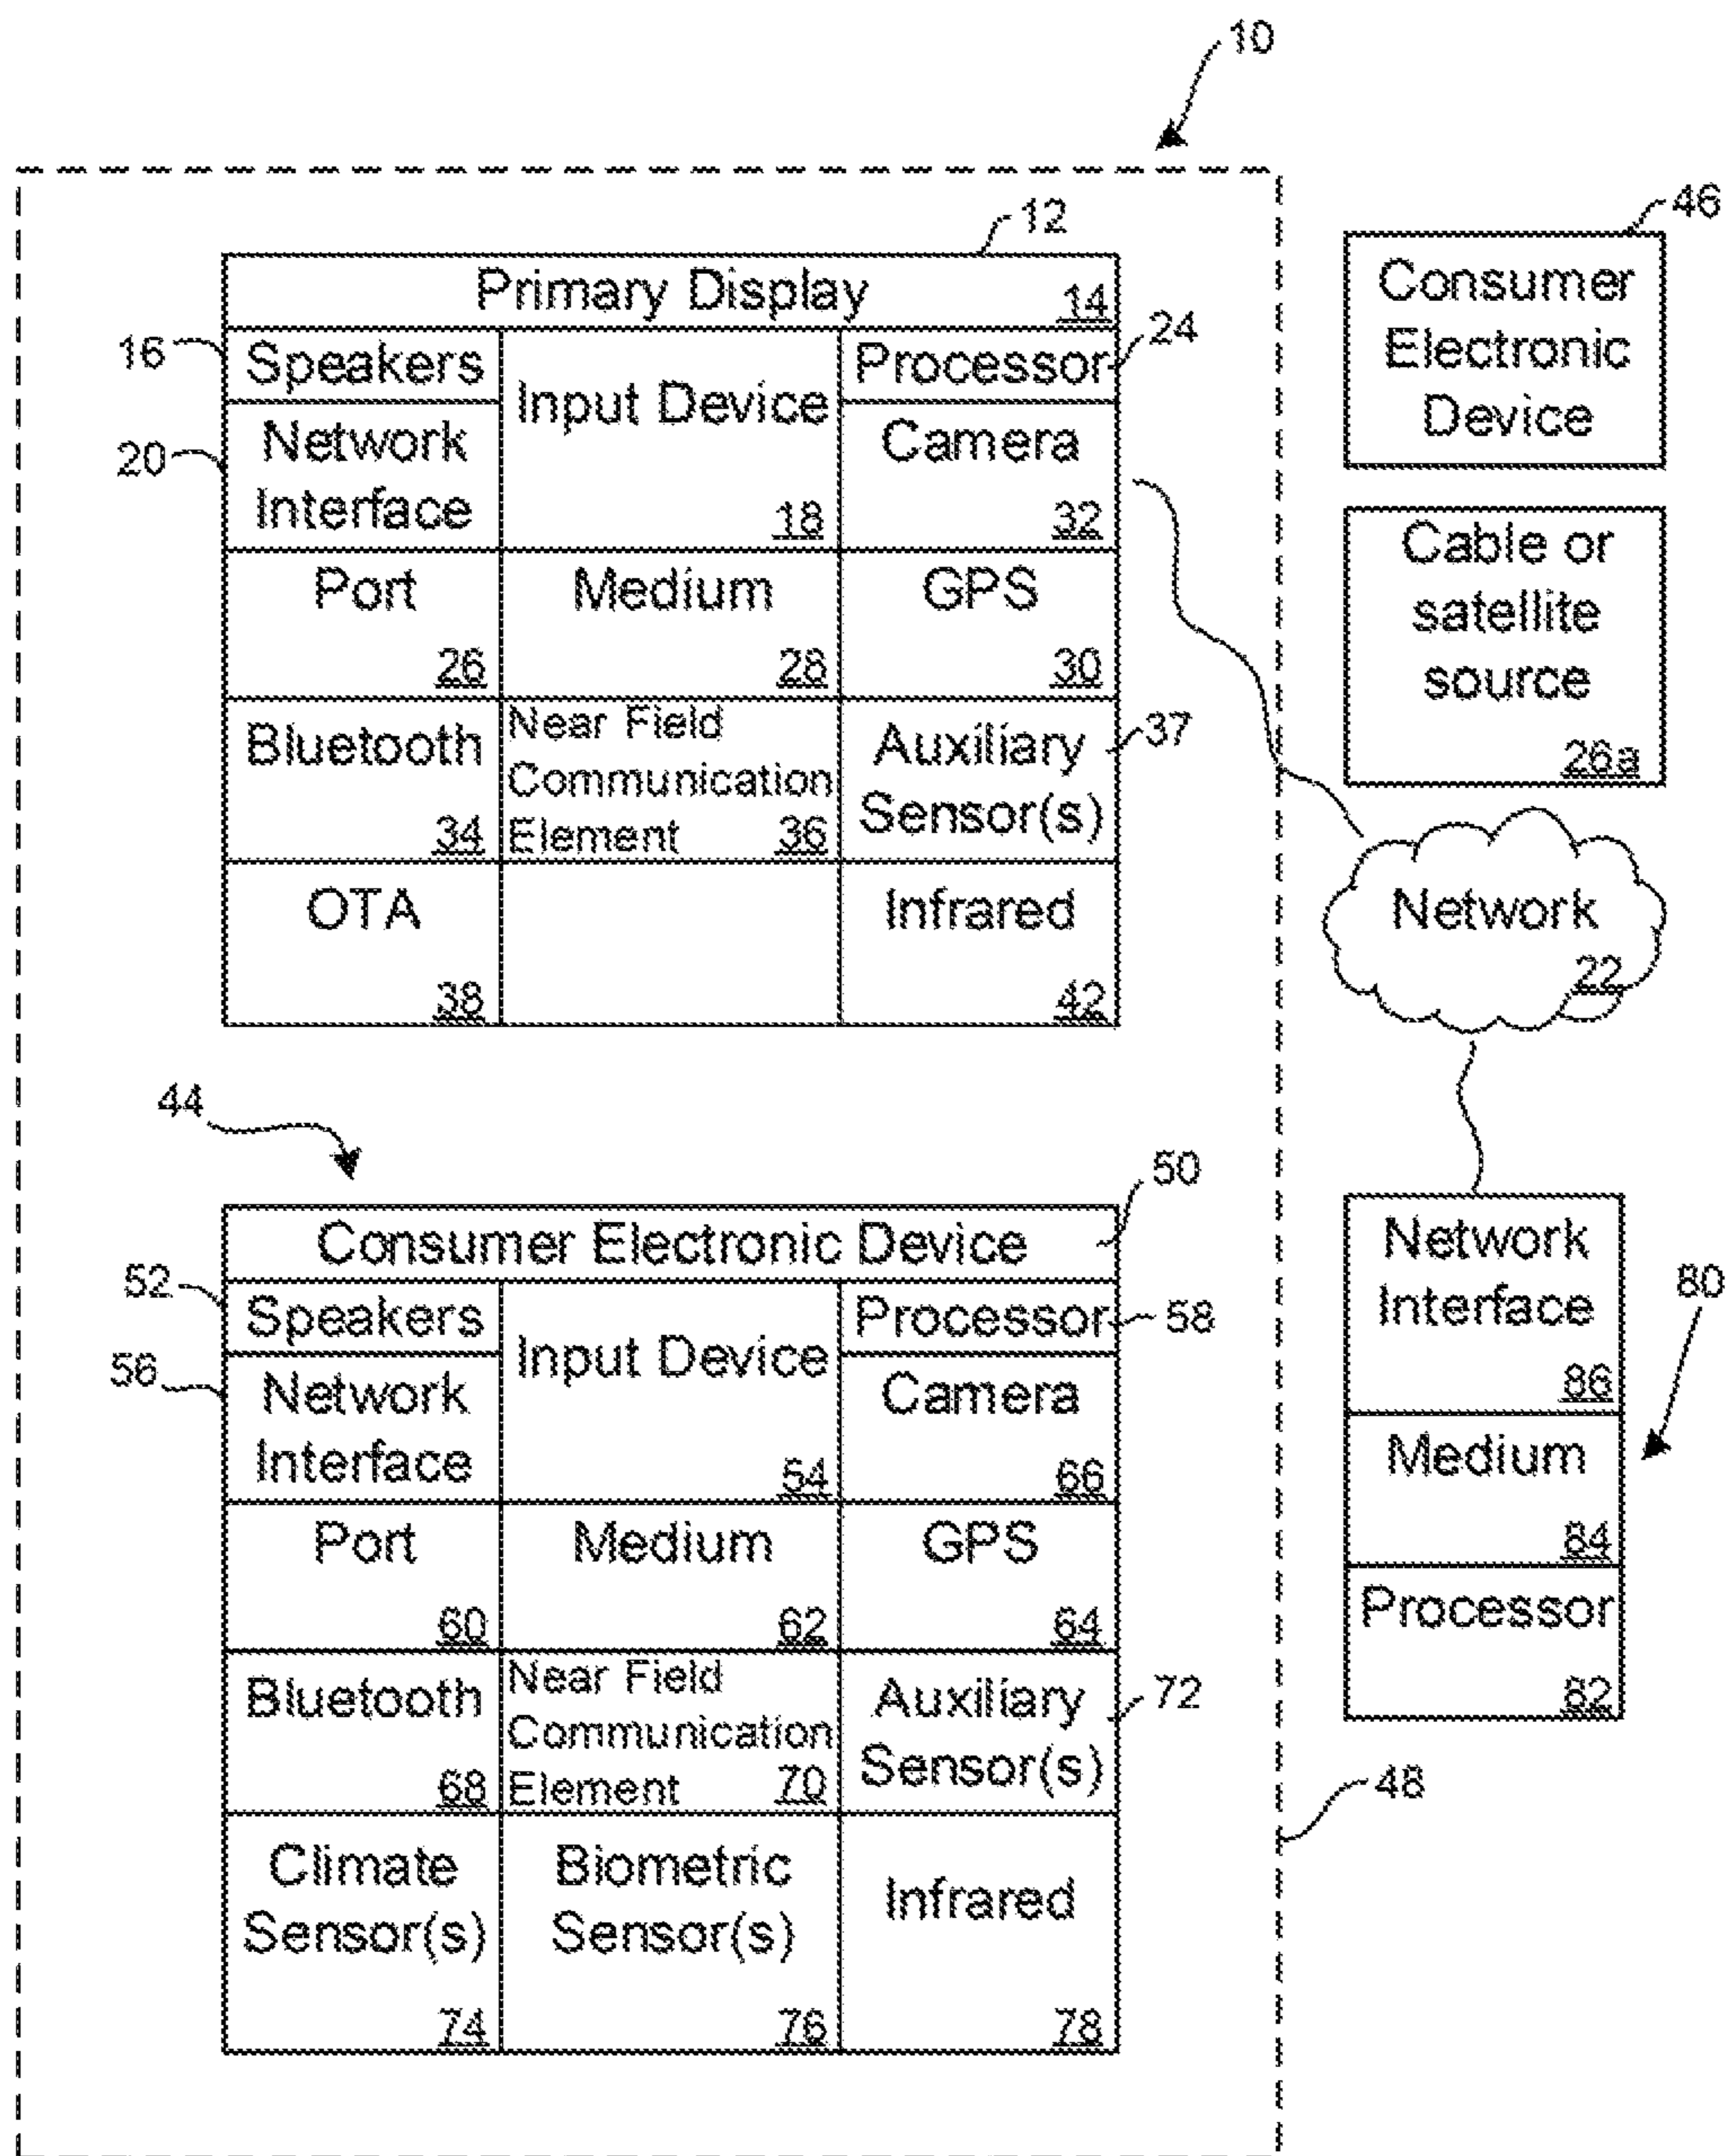 10
12
46
Primary Display
14
Consumer
Electronic
Device
16
Speakers
Input Device
18
Processor
24
20
Network
Interface
Camera
32
Cable or
satellite
source
26a
Port
26
Medium
28
GPS
30
Bluetooth
34
Near Field
Communication
Element 36
Auxiliary
Sensor(s)
37
Network
22
OTA
38
Infrared
42
44
50
Consumer Electronic Device
52
Speakers
Input Device
54
Processor
58
56
Network
Interface
Camera
66
Network
Interface
86
80
Port
60
Medium
62
GPS
64
Medium
84
Processor
82
Bluetooth
68
Near Field
Communication
Element 70
Auxiliary
Sensor(s)
72
48
Climate
Sensor(s)
74
Biometric
Sensor(s)
76
Infrared
78